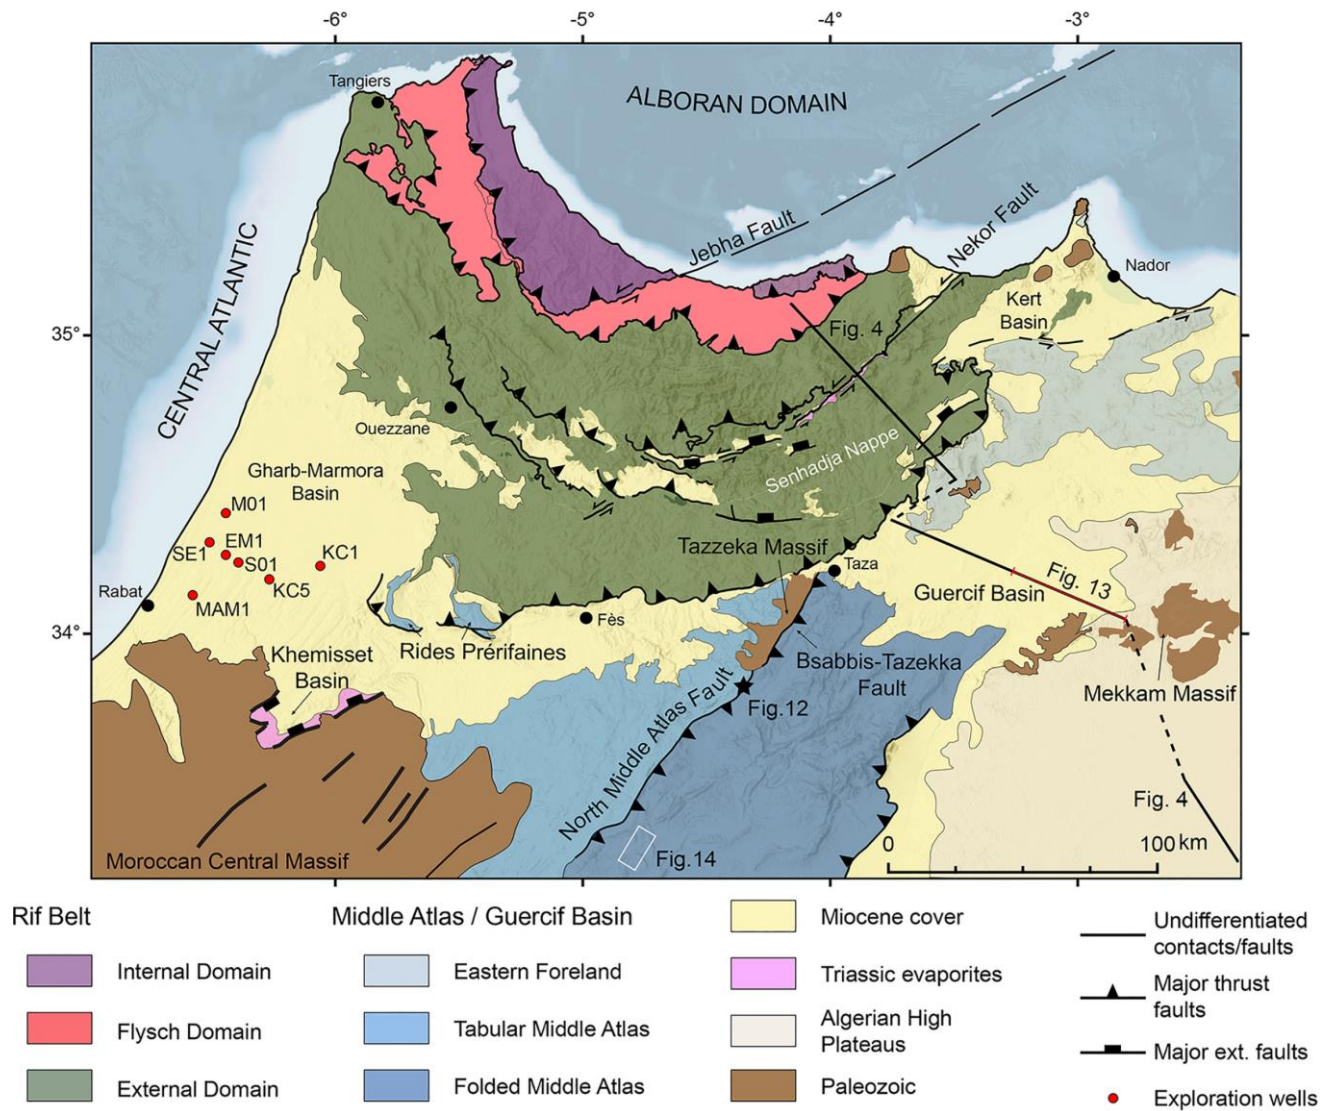 -6°
-5°
-4°
-3°
Tangiers
ALBORAN DOMAIN
CENTRAL ATLANTIC
Jebha Fault
Nekor Fault
Nador
Kert
Basin
35°
Fig. 4
Ouezzane
Senhadja Nappe
Gharb-Marmora
Basin
M01
SE1
EM1
S01
KC1
KC5
MAM1
Rabat
Tazzeka Massif
Taza
Guercif Basin
Fig. 13
34°
Fès
Rides Prérifaines
Khemisset
Basin
Bsabbis-Tazekka
Fault
Mekkam Massif
North Middle Atlas Fault
Fig.12
Fig. 4
Fig.14
0
100 km
Moroccan Central Massif
Rif Belt
Internal Domain
Flysch Domain
External Domain
Middle Atlas / Guercif Basin
Eastern Foreland
Tabular Middle Atlas
Folded Middle Atlas
Miocene cover
Triassic evaporites
Algerian High
Plateaus
Paleozoic
Undifferentiated
contacts/faults
Major thrust
faults
Major ext. faults
Exploration wells